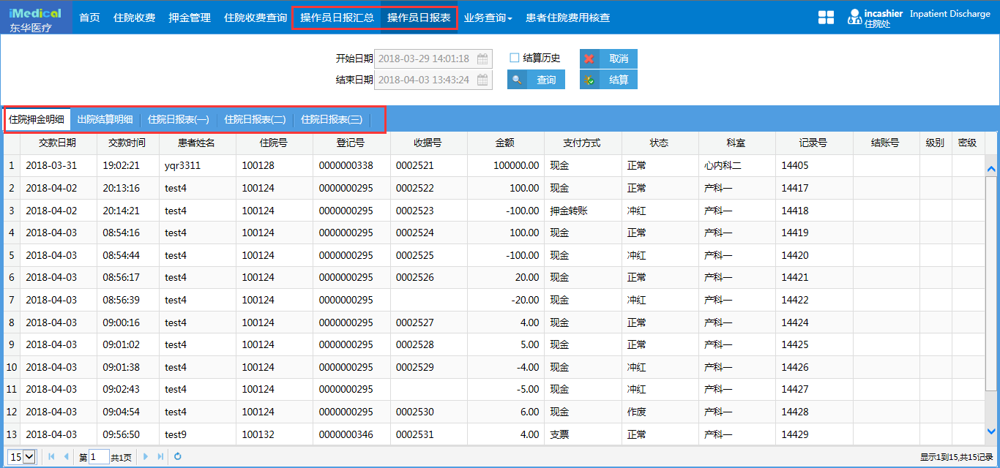 iMedical
东华医疗
首页 住院收费 押金管理 住院收费查询 操作员日报汇总 操作员日报表 业务查询 患者住院费用核查
incashier
住院处
Inpatient Discharge
开始日期 2018-03-29 14:01:18 结算历史 取消
结束日期 2018-04-03 13:43:24 查询 结算
住院押金明细 出院结算明细 住院日报表(一) 住院日报表(二) 住院日报表(三)
交款日期 交款时间 患者姓名 住院号 登记号 收据号 金额 支付方式 状态 科室 记录号 结账号 级别 密级
1 2018-03-31 19:02:21 yqr3311 100128 0000000338 0002521 100000.00 现金 正常 心内科二 14405
2 2018-04-02 20:13:16 test4 100124 0000000295 0002522 100.00 现金 正常 产科一 14417
3 2018-04-02 20:14:21 test4 100124 0000000295 0002523 -100.00 押金转账 冲红 产科一 14418
4 2018-04-03 08:54:16 test4 100124 0000000295 0002524 100.00 现金 正常 产科一 14419
5 2018-04-03 08:54:44 test4 100124 0000000295 0002525 -100.00 现金 冲红 产科一 14420
6 2018-04-03 08:56:17 test4 100124 0000000295 0002526 20.00 现金 正常 产科一 14421
7 2018-04-03 08:56:39 test4 100124 0000000295 -20.00 现金 冲红 产科一 14422
8 2018-04-03 09:00:16 test4 100124 0000000295 0002527 4.00 现金 正常 产科一 14424
9 2018-04-03 09:01:02 test4 100124 0000000295 0002528 5.00 现金 正常 产科一 14425
10 2018-04-03 09:01:38 test4 100124 0000000295 0002529 -4.00 现金 冲红 产科一 14426
11 2018-04-03 09:02:43 test4 100124 0000000295 -5.00 现金 冲红 产科一 14427
12 2018-04-03 09:04:54 test4 100124 0000000295 0002530 6.00 现金 作废 产科一 14428
13 2018-04-03 09:56:50 test9 100132 0000000346 0002531 4.00 支票 正常 产科一 14429
15 第 1 共1页 显示1到15,共15记录